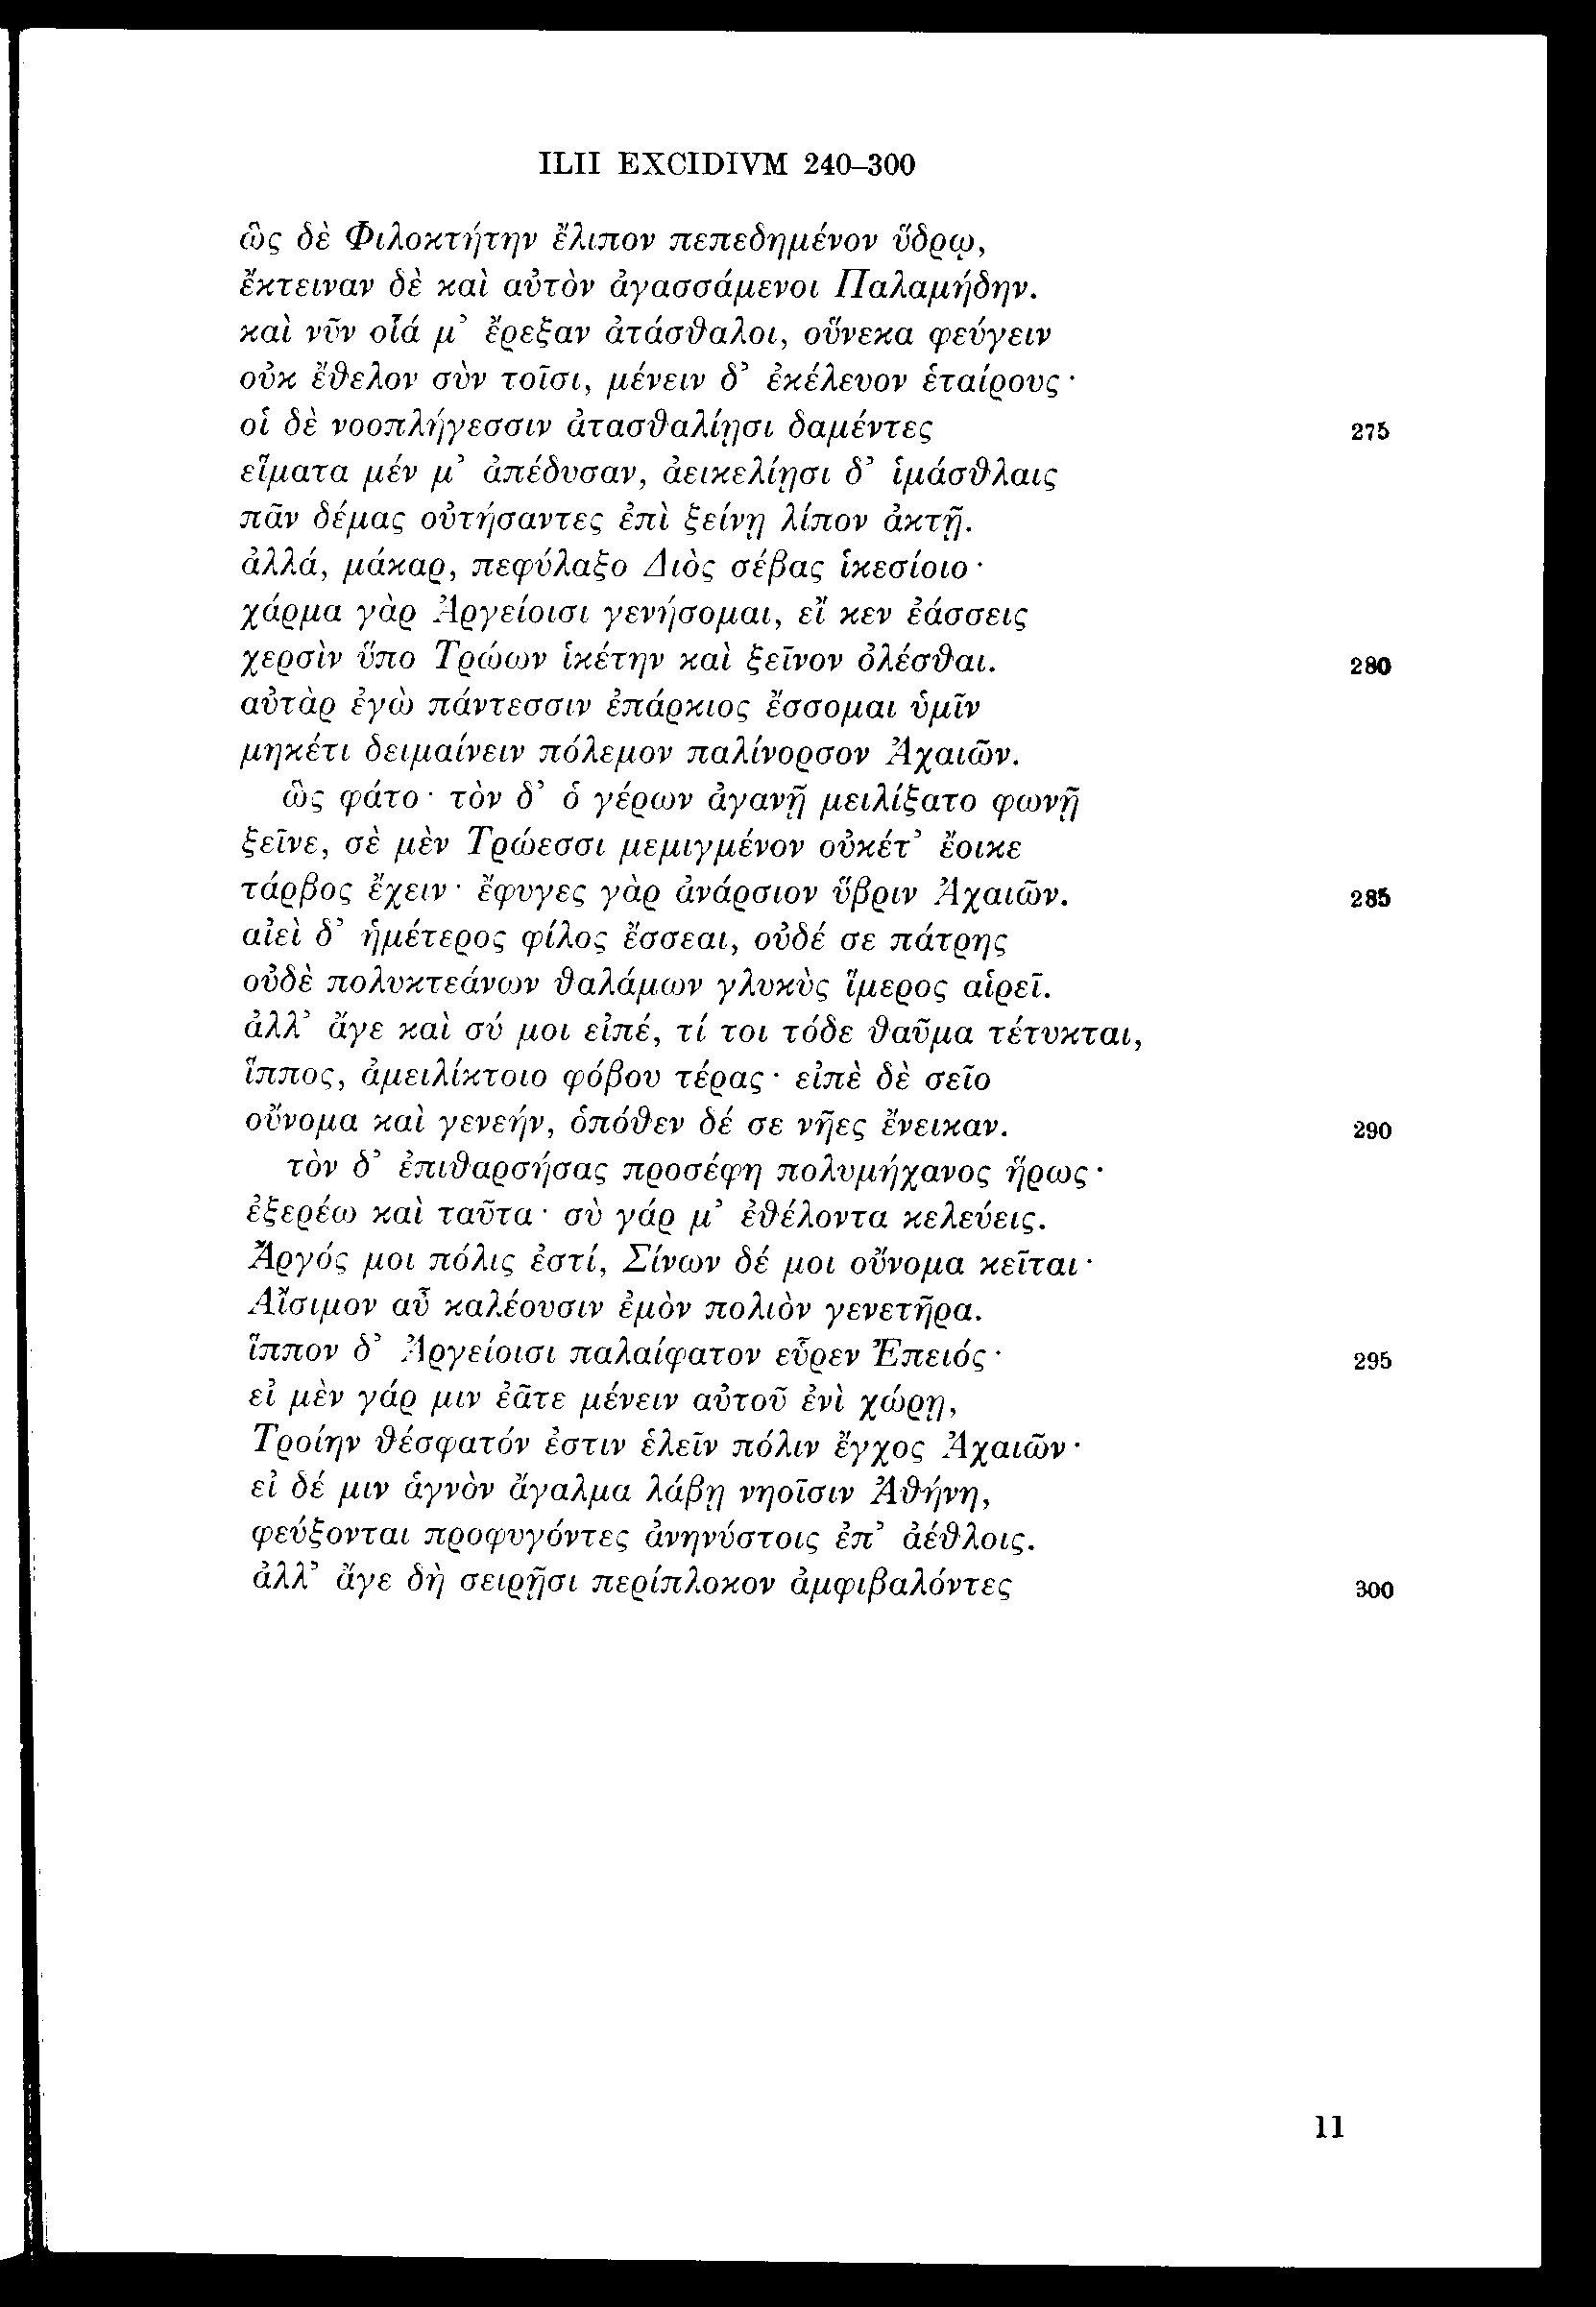 ILII EXCIDIVM 240–300
ὣς δὲ Φιλοκτήτην ἔλιπον πεπεδημένον ὕδρῳ,
ἔκτειναν δὲ καὶ αὐτὸν ἀγασσάμενοι Παλαμήδην.
καὶ νῦν οἷά μ’ ἔρεξαν ἀτάσθαλοι, οὕνεκα φεύγειν
οὐκ ἔθελον σὺν τοῖσι, μένειν δ’ ἐκέλευον ἑταίρους·
οἱ δὲ νοοπλήγεσσιν ἀτασθαλίῃσι δαμέντες 275
εἵματα μέν μ’ ἀπέδυσαν, ἀεικελίῃσι δ’ ἱμάσθλαις
πᾶν δέμας οὐτήσαντες ἐπὶ ξείνῃ λίπον ἀκτῇ.
ἀλλά, μάκαρ, πεφύλαξο Διὸς σέβας ἱκεσίοιο·
χάρμα γὰρ Ἀργείοισι γενήσομαι, εἴ κεν ἐάσσεις
χερσὶν ὕπο Τρώων ἱκέτην καὶ ξεῖνον ὀλέσθαι. 280
αὐτὰρ ἐγὼ πάντεσσιν ἐπάρκιος ἔσσομαι ὑμῖν
μηκέτι δειμαίνειν πόλεμον παλίνορσον Ἀχαιῶν.
ὣς φάτο· τὸν δ’ ὁ γέρων ἀγανῇ μειλίξατο φωνῇ
ξεῖνε, σὲ μὲν Τρώεσσι μεμιγμένον οὐκέτ’ ἔοικε
τάρβος ἔχειν· ἔφυγες γὰρ ἀνάρσιον ὕβριν Ἀχαιῶν. 285
αἰεὶ δ’ ἡμέτερος φίλος ἔσσεαι, οὐδέ σε πάτρης
οὐδὲ πολυκτεάνων θαλάμων γλυκὺς ἵμερος αἱρεῖ.
ἀλλ’ ἄγε καὶ σύ μοι εἰπέ, τί τοι τόδε θαῦμα τέτυκται,
ἵππος, ἀμειλίκτοιο φόβου τέρας· εἰπὲ δὲ σεῖο
οὔνομα καὶ γενεήν, ὁπόθεν δέ σε νῆες ἔνεικαν. 290
τὸν δ’ ἐπιθαρσήσας προσέφη πολυμήχανος ἥρως·
ἐξερέω καὶ ταῦτα· σὺ γάρ μ’ ἐθέλοντα κελεύεις.
Ἄργός μοι πόλις ἐστί, Σίνων δέ μοι οὔνομα κεῖται·
Αἴσιμον αὖ καλέουσιν ἐμὸν πολιὸν γενετῆρα.
ἵππον δ’ Ἀργείοισι παλαίφατον εὗρεν Ἐπειός· 295
εἰ μὲν γάρ μιν ἐᾶτε μένειν αὐτοῦ ἐνὶ χώρῃ,
Τροίην θέσφατόν ἐστιν ἑλεῖν πόλιν ἔγχος Ἀχαιῶν·
εἰ δέ μιν ἁγνὸν ἄγαλμα λάβῃ νηοῖσιν Ἀθήνη,
φεύξονται προφυγόντες ἀνηνύστοις ἐπ’ ἀέθλοις.
ἀλλ’ ἄγε δὴ σειρῇσι περίπλοκον ἀμφιβαλόντες 300
11